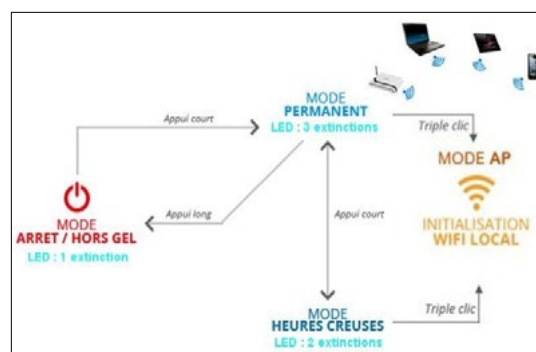 MODE
PERMANENT
LED : 3 extinctions
Appui court
Triple clic
MODE AP
INITIALISATION
WIFI LOCAL
MODE
ARRET / HORS GEL
LED : 1 extinction
Appui long
Appui court
MODE
HEURES CREUSES
LED : 2 extinctions
Triple clic